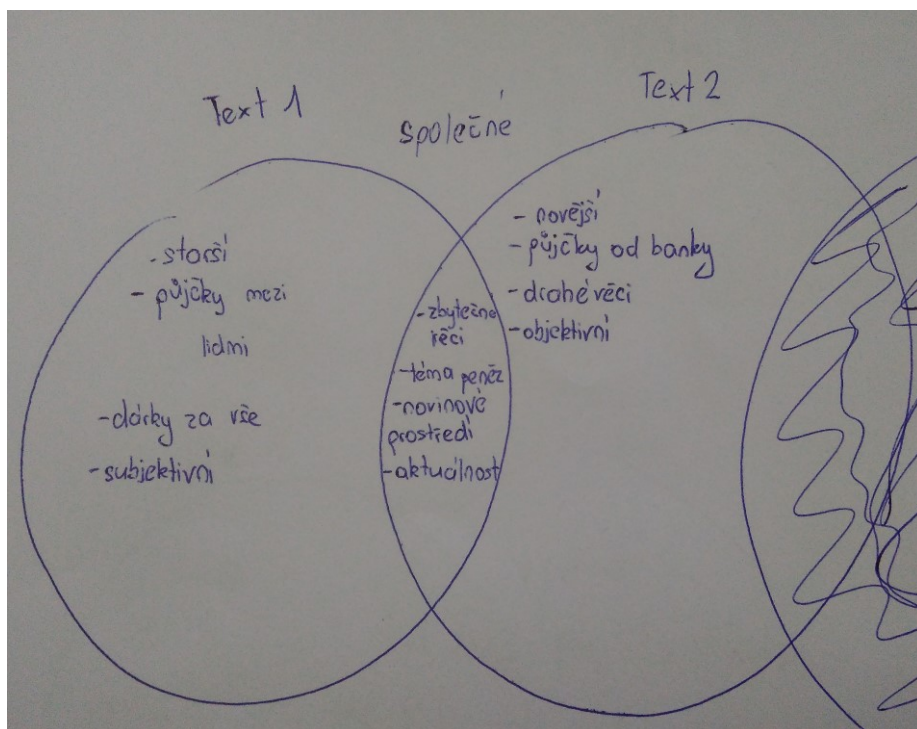 Text 1
- starší
- půjčky mezi
lidmi
- dárky za vše
- subjektivní
společné
- zbytečné
věci
- téma peněz
- novinové
prostředí
- aktuálnost
Text 2
- novější
- půjčky od banky
- drahé věci
- objektivní